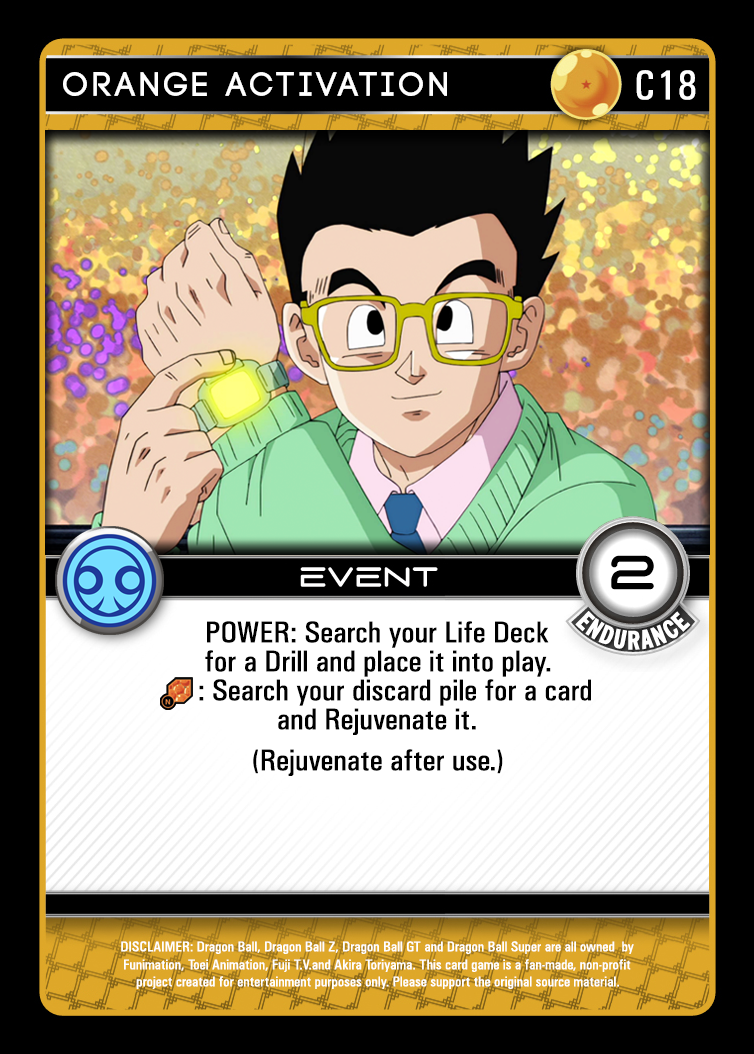 ORANGE ACTIVATION C18
EVENT
2
ENDURANCE
POWER: Search your Life Deck
for a Drill and place it into play.
N : Search your discard pile for a card
and Rejuvenate it.
(Rejuvenate after use.)
DISCLAIMER: Dragon Ball, Dragon Ball Z, Dragon Ball GT and Dragon Ball Super are all owned by
Funimation, Toei Animation, Fuji T.V.and Akira Toriyama. This card game is a fan-made, non-profit
project created for entertainment purposes only. Please support the original source material.